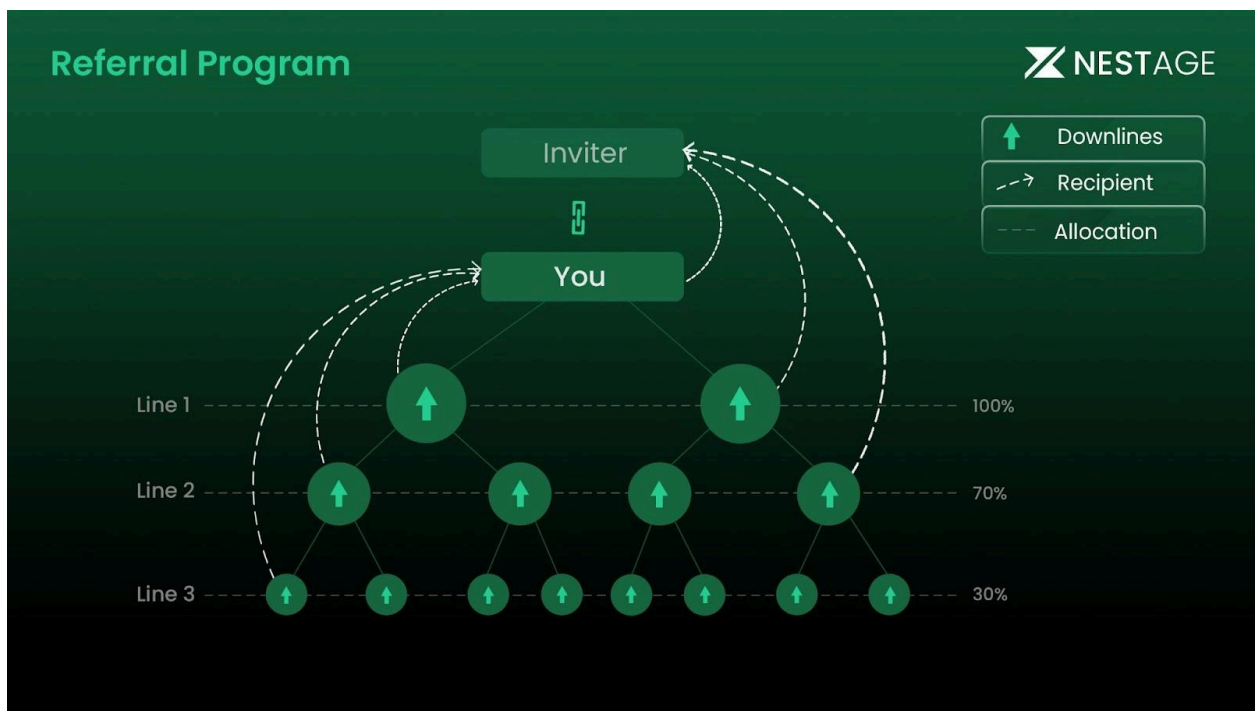 Referral Program
NESTAGE
Inviter
Downlines
Recipient
Allocation
You
Line 1
100%
Line 2
70%
Line 3
30%